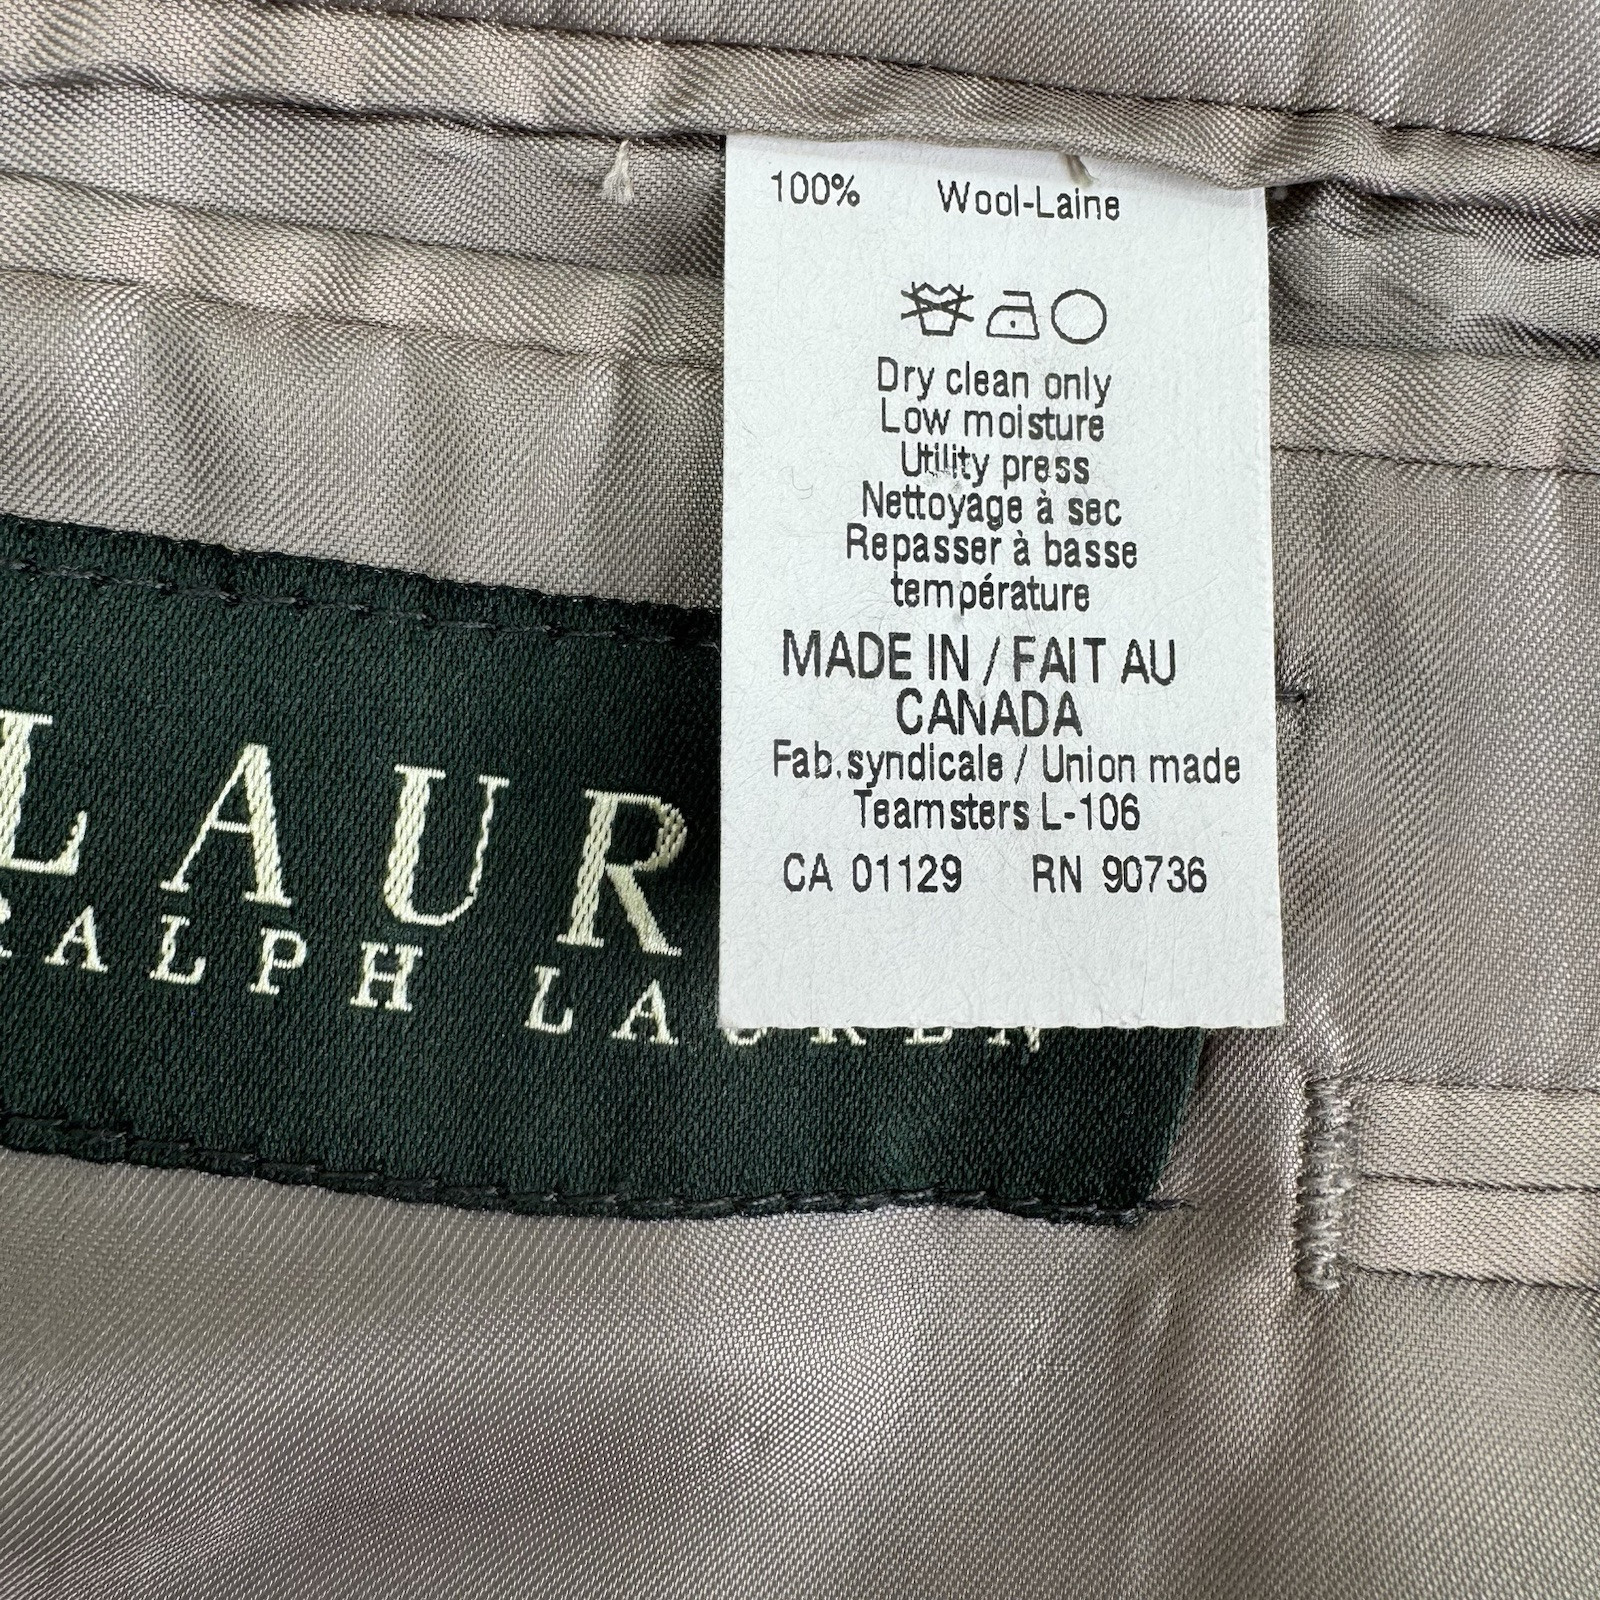 100% Wool-Laine
Dry clean only
Low moisture
Utility press
Nettoyage à sec
Repasser à basse
température
MADE IN / FAIT AU
CANADA
Fab.syndicale / Union made
Teamsters L-106
CA 01129 RN 90736
LAUR
RALPH LAUREN